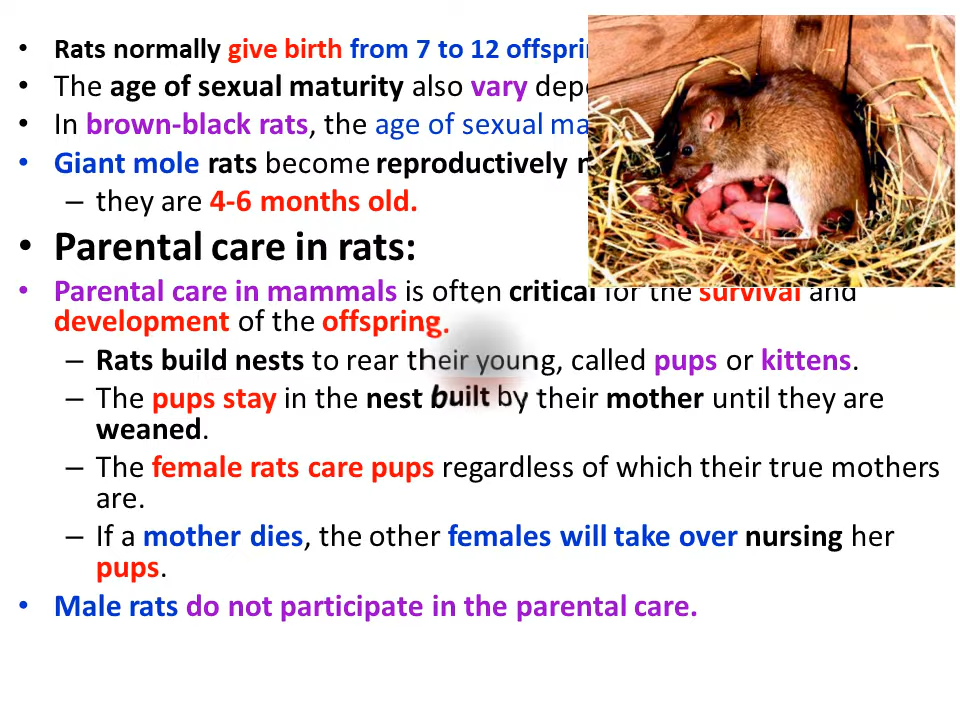 • Rats normally give birth from 7 to 12 offsprin
• The age of sexual maturity also vary depe
• In brown-black rats, the age of sexual ma
• Giant mole rats become reproductively
– they are 4-6 months old.
• Parental care in rats:
• Parental care in mammals is often critical for the survival and
development of the offspring.
– Rats build nests to rear their young, called pups or kittens.
– The pups stay in the nest built by their mother until they are
weaned.
– The female rats care pups regardless of which their true mothers
are.
– If a mother dies, the other females will take over nursing her
pups.
• Male rats do not participate in the parental care.